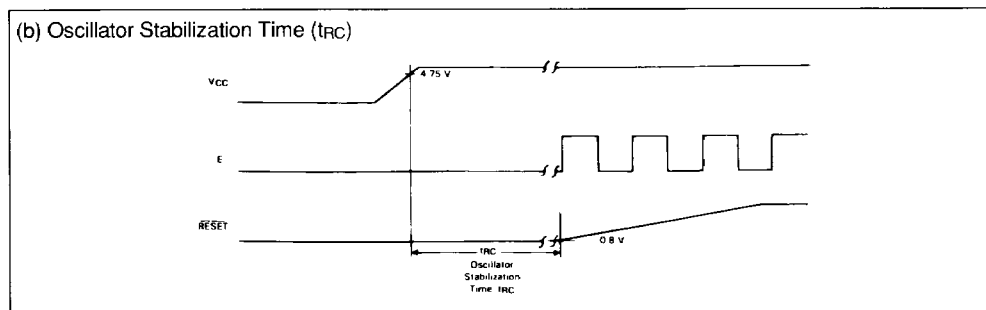 (b) Oscillator Stabilization Time (tRC)
4.75 V
VCC
E
RESET
0.8 V
tRC
Oscillator
Stabilization
Time tRC